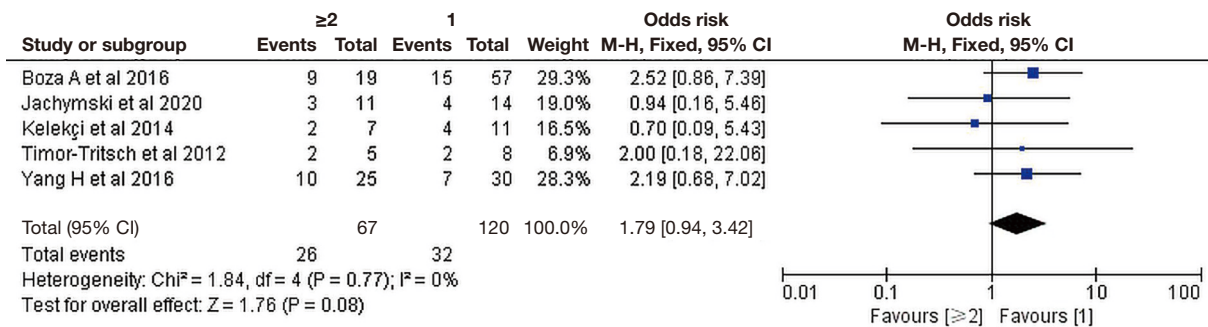 ≥2 1 Odds risk Odds risk
Study or subgroup Events Total Events Total Weight M-H, Fixed, 95% CI M-H, Fixed, 95% CI
Boza A et al 2016 9 19 15 57 29.3% 2.52 [0.86, 7.39]
Jachymski et al 2020 3 11 4 14 19.0% 0.94 [0.16, 5.46]
Kelekçi et al 2014 2 7 4 11 16.5% 0.70 [0.09, 5.43]
Timor-Tritsch et al 2012 2 5 2 8 6.9% 2.00 [0.18, 22.06]
Yang H et al 2016 10 25 7 30 28.3% 2.19 [0.68, 7.02]
Total (95% CI) 67 120 100.0% 1.79 [0.94, 3.42]
Total events 26 32
Heterogeneity: Chi² = 1.84, df = 4 (P = 0.77); I² = 0%
Test for overall effect: Z = 1.76 (P = 0.08)
0.01 0.1 1 10 100
Favours [≥2] Favours [1]